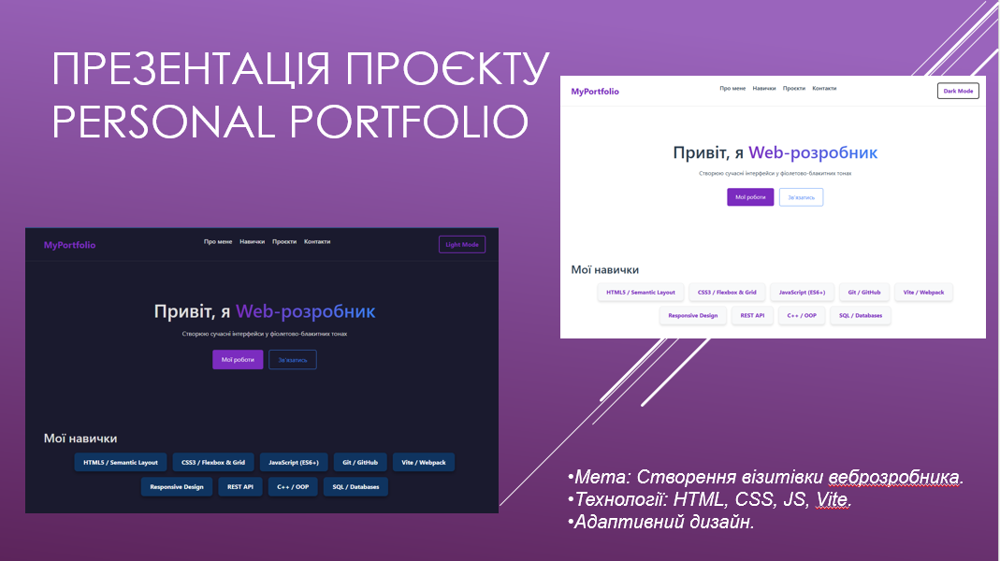 ПРЕЗЕНТАЦІЯ ПРОЄКТУ
PERSONAL PORTFOLIO
MyPortfolio
Про мене Навички Проєкти Контакти
Dark Mode
Привіт, я Web-розробник
Створюю сучасні інтерфейси у фіолетово-блакитних тонах
Мої роботи Зв'язатись
Мої навички
HTML5 / Semantic Layout CSS3 / Flexbox & Grid JavaScript (ES6+) Git / GitHub Vite / Webpack
Responsive Design REST API C++ / OOP SQL / Databases
MyPortfolio
Про мене Навички Проєкти Контакти
Light Mode
Привіт, я Web-розробник
Створюю сучасні інтерфейси у фіолетово-блакитних тонах
Мої роботи Зв'язатись
Мої навички
HTML5 / Semantic Layout CSS3 / Flexbox & Grid JavaScript (ES6+) Git / GitHub Vite / Webpack
Responsive Design REST API C++ / OOP SQL / Databases
•Мета: Створення візитівки веброзробника.
•Технології: HTML, CSS, JS, Vite.
•Адаптивний дизайн.